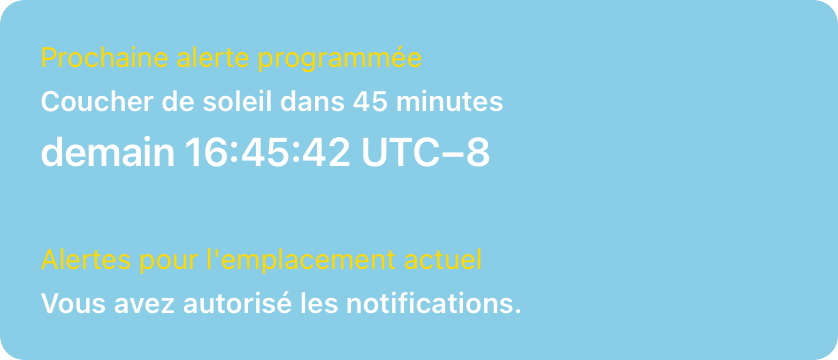 Prochaine alerte programmée
Coucher de soleil dans 45 minutes
demain 16:45:42 UTC−8
Alertes pour l'emplacement actuel
Vous avez autorisé les notifications.